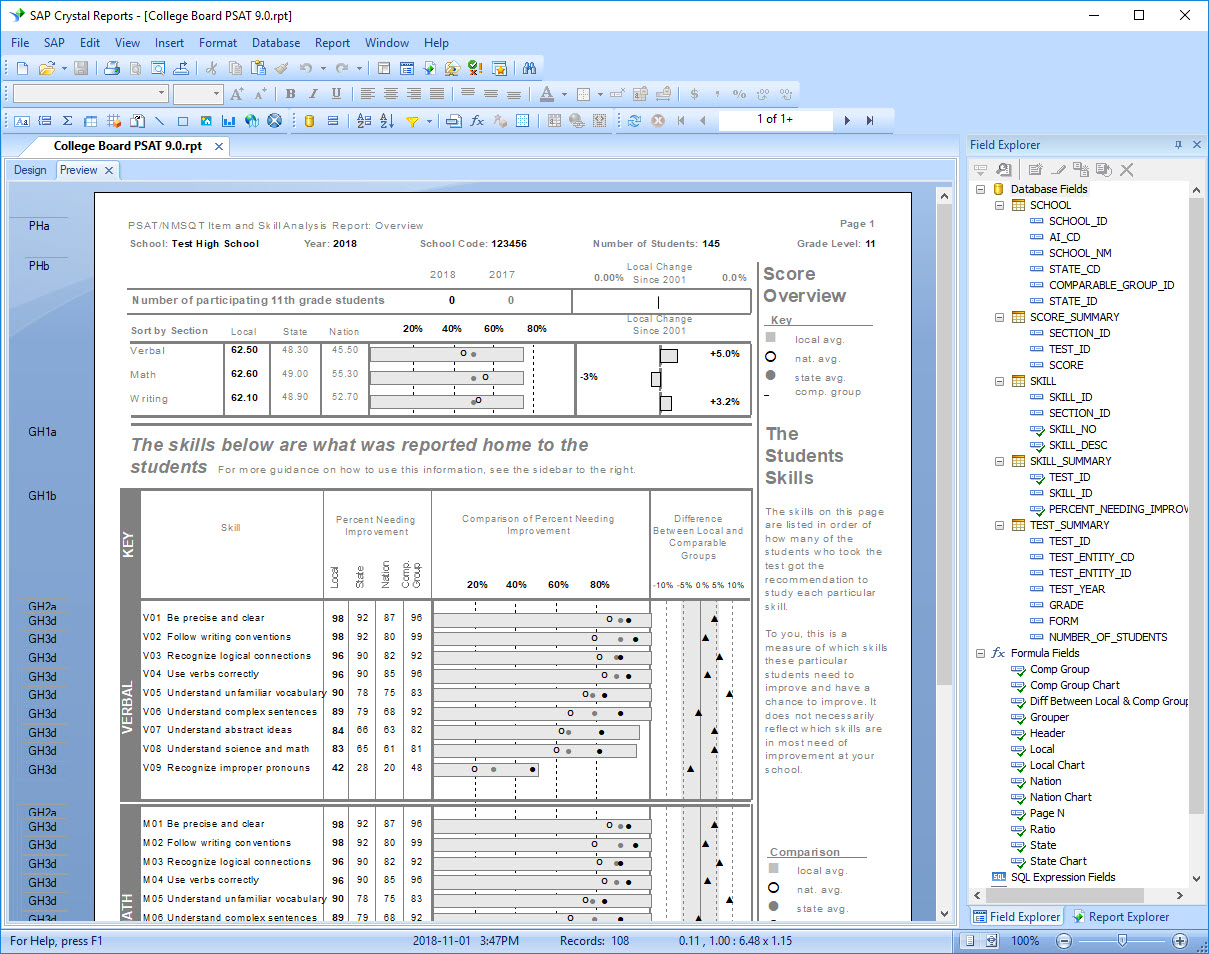 SAP Crystal Reports - [College Board PSAT 9.0.rpt]
File SAP Edit View Insert Format Database Report Window Help
1 of 1+
College Board PSAT 9.0.rpt
Design Preview
PHa
PHb
GH1a
GH1b
GH2a
GH3d
GH3d
GH3d
GH3d
GH3d
GH3d
GH3d
GH3d
GH3d
GH2a
GH3d
GH3d
GH3d
GH3d
GH3d
GH3d
PSAT/NMSQT Item and Skill Analysis Report: Overview Page 1
School: Test High School Year: 2018 School Code: 123456 Number of Students: 145 Grade Level: 11
2018 2017 0.00% Local Change Since 2001 0.0%
Number of participating 11th grade students 0 0
Sort by Section Local State Nation 20% 40% 60% 80% Local Change Since 2001
Verbal 62.50 48.30 45.50 +5.0%
Math 62.60 49.00 55.30 -3%
Writing 62.10 48.90 52.70 +3.2%
Score
Overview
Key
local avg.
nat. avg.
state avg.
comp. group
The skills below are what was reported home to the
students For more guidance on how to use this information, see the sidebar to the right.
KEY
Skill
Percent Needing
Improvement
Comparison of Percent Needing
Improvement
Difference
Between Local and
Comparable
Groups
Local State Nation Comp. Group 20% 40% 60% 80% -10% -5% 0% 5% 10%
VERBAL
V01 Be precise and clear 98 92 87 96
V02 Follow writing conventions 98 92 80 99
V03 Recognize logical connections 96 90 82 92
V04 Use verbs correctly 96 90 85 96
V05 Understand unfamiliar vocabulary 90 78 75 83
V06 Understand complex sentences 89 79 68 92
V07 Understand abstract ideas 84 66 63 82
V08 Understand science and math 83 65 61 81
V09 Recognize improper pronouns 42 28 20 48
ATH
M01 Be precise and clear 98 92 87 96
M02 Follow writing conventions 98 92 80 99
M03 Recognize logical connections 96 90 82 92
M04 Use verbs correctly 96 90 85 96
M05 Understand unfamiliar vocabulary 90 78 75 83
M06 Understand complex sentences 89 79 68 92
The
Students
Skills
The skills on this page
are listed in order of
how many of the
students who took the
test got the
recommendation to
study each particular
skill.
To you, this is a
measure of which skills
these particular
students need to
improve and have a
chance to improve. It
does not necessarily
reflect which skills are
in most need of
improvement at your
school.
Comparison
local avg.
nat. avg.
state avg.
Field Explorer
Database Fields
SCHOOL
SCHOOL_ID
AI_CD
SCHOOL_NM
STATE_CD
COMPARABLE_GROUP_ID
STATE_ID
SCORE_SUMMARY
SECTION_ID
TEST_ID
SCORE
SKILL
SKILL_ID
SECTION_ID
SKILL_NO
SKILL_DESC
SKILL_SUMMARY
TEST_ID
SKILL_ID
PERCENT_NEEDING_IMPROV
TEST_SUMMARY
TEST_ID
TEST_ENTITY_CD
TEST_ENTITY_ID
TEST_YEAR
GRADE
FORM
NUMBER_OF_STUDENTS
Formula Fields
Comp Group
Comp Group Chart
Diff Between Local & Comp Group
Grouper
Header
Local
Local Chart
Nation
Nation Chart
Page N
Ratio
State
State Chart
SQL Expression Fields
Field Explorer Report Explorer
For Help, press F1 2018-11-01 3:47PM Records: 108 0.11 , 1.00 : 6.48 x 1.15 100%